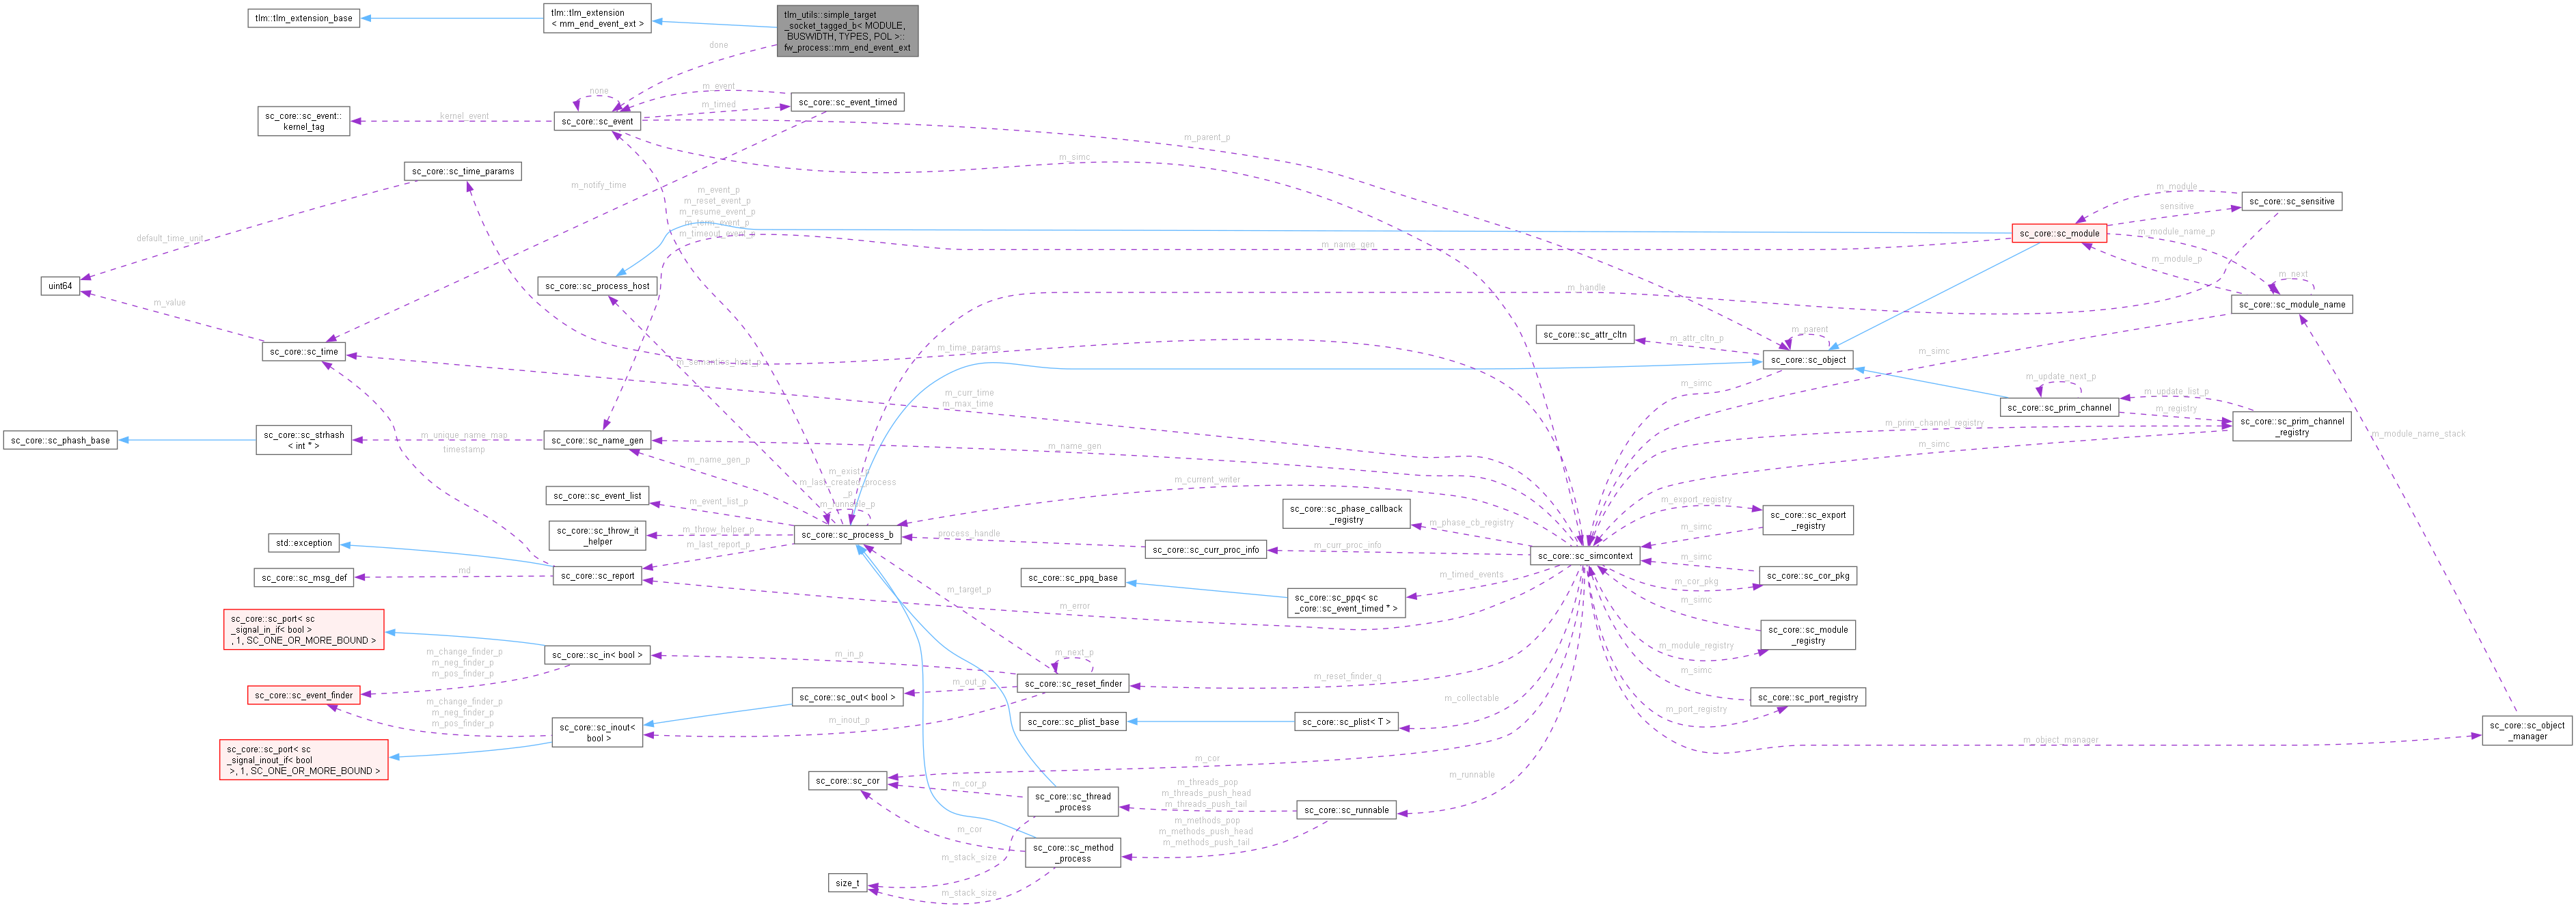 tlm::tlm_extension_base
tlm::tlm_extension
< mm_end_event_ext >
tlm_utils::simple_target
_socket_tagged_b< MODULE,
BUSWIDTH, TYPES, POL >::
fw_process::mm_end_event_ext
done
none
m_event
m_timed
sc_core::sc_event_timed
sc_core::sc_event::
kernel_tag
kernel_event
sc_core::sc_event
m_parent_p
m_simc
sc_core::sc_time_params
m_notify_time
m_event_p
m_reset_event_p
m_resume_event_p
m_term_event_p
m_timeout_event_p
default_time_unit
m_module
sensitive
sc_core::sc_sensitive
sc_core::sc_module
m_module_name_p
m_name_gen
m_module_p
m_next
uint64
m_value
sc_core::sc_process_host
m_handle
sc_core::sc_module_name
sc_core::sc_attr_cltn
m_parent
m_attr_cltn_p
sc_core::sc_object
sc_core::sc_time
m_semantics_host_p
m_time_params
m_simc
m_simc
m_update_next_p
m_update_list_p
m_curr_time
m_max_time
sc_core::sc_prim_channel
m_registry
sc_core::sc_prim_channel
_registry
m_prim_channel_registry
m_simc
m_module_name_stack
sc_core::sc_phash_base
sc_core::sc_strhash
< int * >
m_unique_name_map
timestamp
sc_core::sc_name_gen
m_name_gen
m_name_gen_p
m_exist_p
m_last_created_process
_p
m_runnable_p
m_current_writer
sc_core::sc_event_list
m_event_list_p
sc_core::sc_throw_it
_helper
m_throw_helper_p
m_last_report_p
sc_core::sc_process_b
process_handle
sc_core::sc_curr_proc_info
m_curr_proc_info
sc_core::sc_phase_callback
_registry
m_phase_cb_registry
sc_core::sc_simcontext
m_export_registry
sc_core::sc_export
_registry
m_simc
m_simc
m_cor_pkg
sc_core::sc_cor_pkg
std::exception
sc_core::sc_msg_def
md
sc_core::sc_report
m_target_p
sc_core::sc_ppq_base
sc_core::sc_ppq< sc
_core::sc_event_timed * >
m_timed_events
m_error
m_simc
m_module_registry
sc_core::sc_module
_registry
sc_core::sc_port< sc
_signal_in_if< bool >
, 1, SC_ONE_OR_MORE_BOUND >
m_change_finder_p
m_neg_finder_p
m_pos_finder_p
sc_core::sc_in< bool >
m_in_p
m_next_p
m_out_p
sc_core::sc_reset_finder
m_reset_finder_q
m_simc
m_port_registry
sc_core::sc_port_registry
sc_core::sc_event_finder
m_change_finder_p
m_neg_finder_p
m_pos_finder_p
sc_core::sc_out< bool >
m_inout_p
sc_core::sc_inout<
bool >
sc_core::sc_plist_base
sc_core::sc_plist< T >
m_collectable
sc_core::sc_object
_manager
m_object_manager
sc_core::sc_port< sc
_signal_inout_if< bool
>, 1, SC_ONE_OR_MORE_BOUND >
m_cor
m_runnable
sc_core::sc_cor
m_cor_p
sc_core::sc_thread
_process
m_threads_pop
m_threads_push_head
m_threads_push_tail
sc_core::sc_runnable
m_cor
m_methods_pop
m_methods_push_head
m_methods_push_tail
sc_core::sc_method
_process
m_stack_size
size_t
m_stack_size